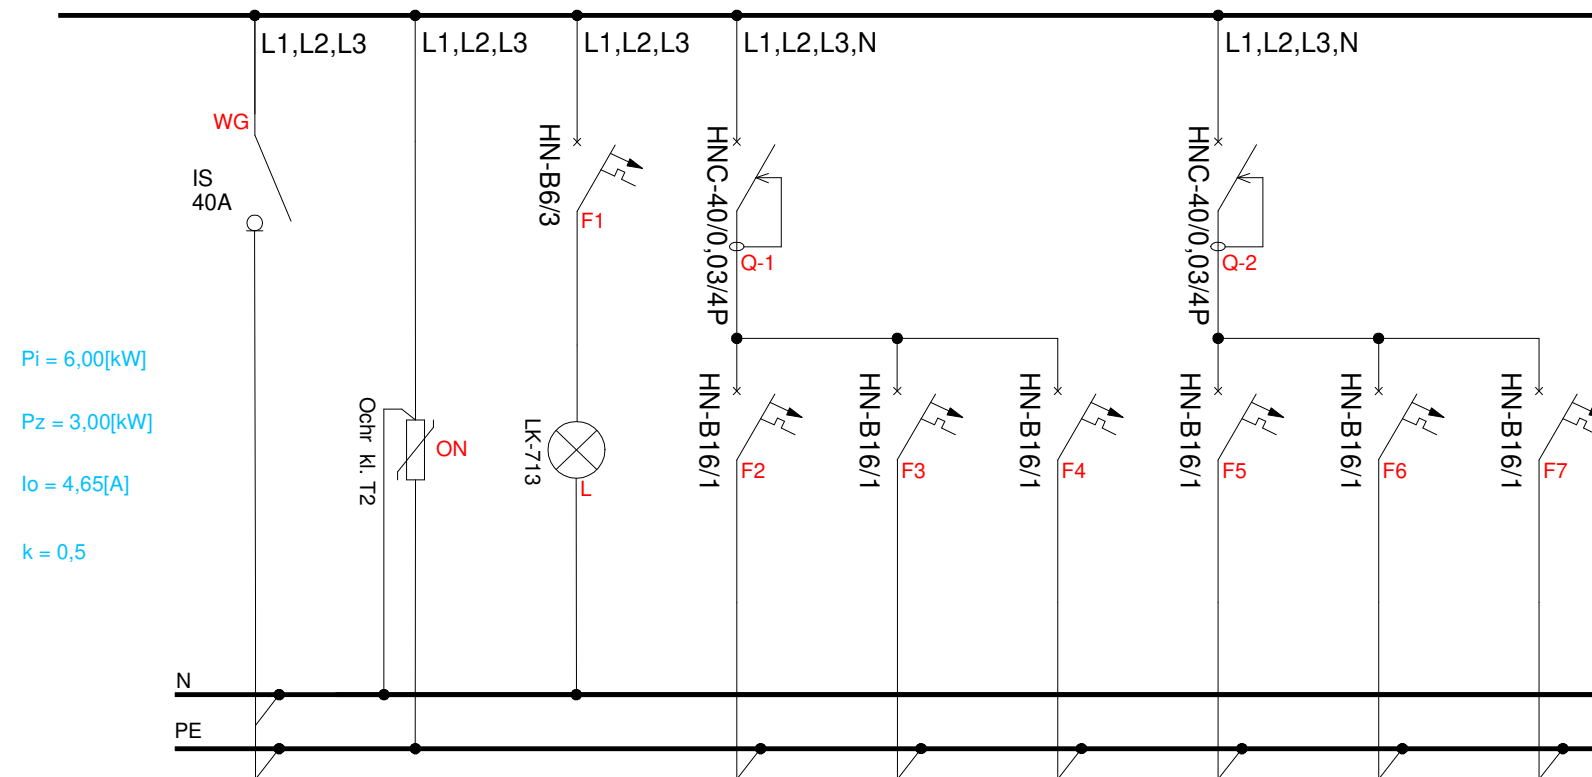 L1,L2,L3
L1,L2,L3
L1,L2,L3
L1,L2,L3,N
L1,L2,L3,N
WG
IS
40A
HN-B6/3
F1
HNC-40/0,03/4P
Q-1
HNC-40/0,03/4P
Q-2
Pi = 6,00[kW]
Pz = 3,00[kW]
Io = 4,65[A]
k = 0,5
Ochr kl. T2
ON
LK-713
L
HN-B16/1
F2
HN-B16/1
F3
HN-B16/1
F4
HN-B16/1
F5
HN-B16/1
F6
HN-B16/1
F7
N
PE